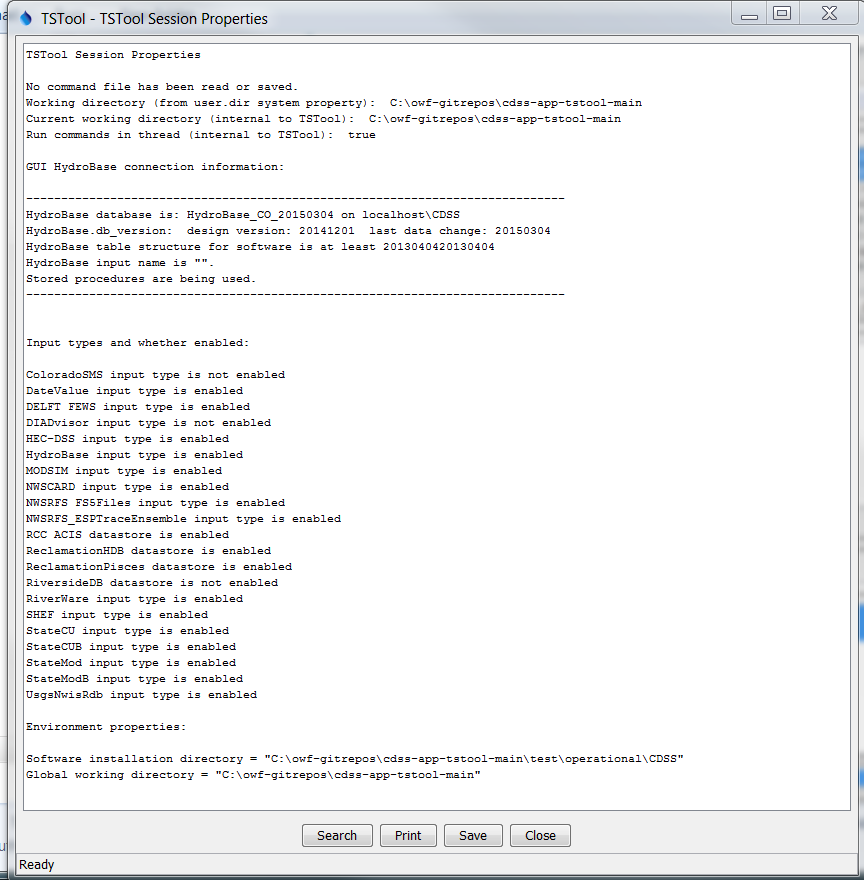 TSTool - TSTool Session Properties
TSTool Session Properties
No command file has been read or saved.
Working directory (from user.dir system property):  C:\owf-gitrepos\cdss-app-tstool-main
Current working directory (internal to TSTool):  C:\owf-gitrepos\cdss-app-tstool-main
Run commands in thread (internal to TSTool):  true
GUI HydroBase connection information:
-----------------------------------------------------------------------------
HydroBase database is: HydroBase_CO_20150304 on localhost\CDSS
HydroBase.db_version:  design version: 20141201  last data change: 20150304
HydroBase table structure for software is at least 2013040420130404
HydroBase input name is "".
Stored procedures are being used.
-----------------------------------------------------------------------------
Input types and whether enabled:
ColoradoSMS input type is not enabled
DateValue input type is enabled
DELFT FEWS input type is enabled
DIADvisor input type is not enabled
HEC-DSS input type is enabled
HydroBase input type is enabled
MODSIM input type is enabled
NWSCARD input type is enabled
NWSRFS FS5Files input type is enabled
NWSRFS_ESPTraceEnsemble input type is enabled
RCC ACIS datastore is enabled
ReclamationHDB datastore is enabled
ReclamationPisces datastore is enabled
RiversideDB datastore is not enabled
RiverWare input type is enabled
SHEF input type is enabled
StateCU input type is enabled
StateCUB input type is enabled
StateMod input type is enabled
StateModB input type is enabled
UsgsNwisRdb input type is enabled
Environment properties:
Software installation directory = "C:\owf-gitrepos\cdss-app-tstool-main\test\operational\CDSS"
Global working directory = "C:\owf-gitrepos\cdss-app-tstool-main"
Search Print Save Close
Ready